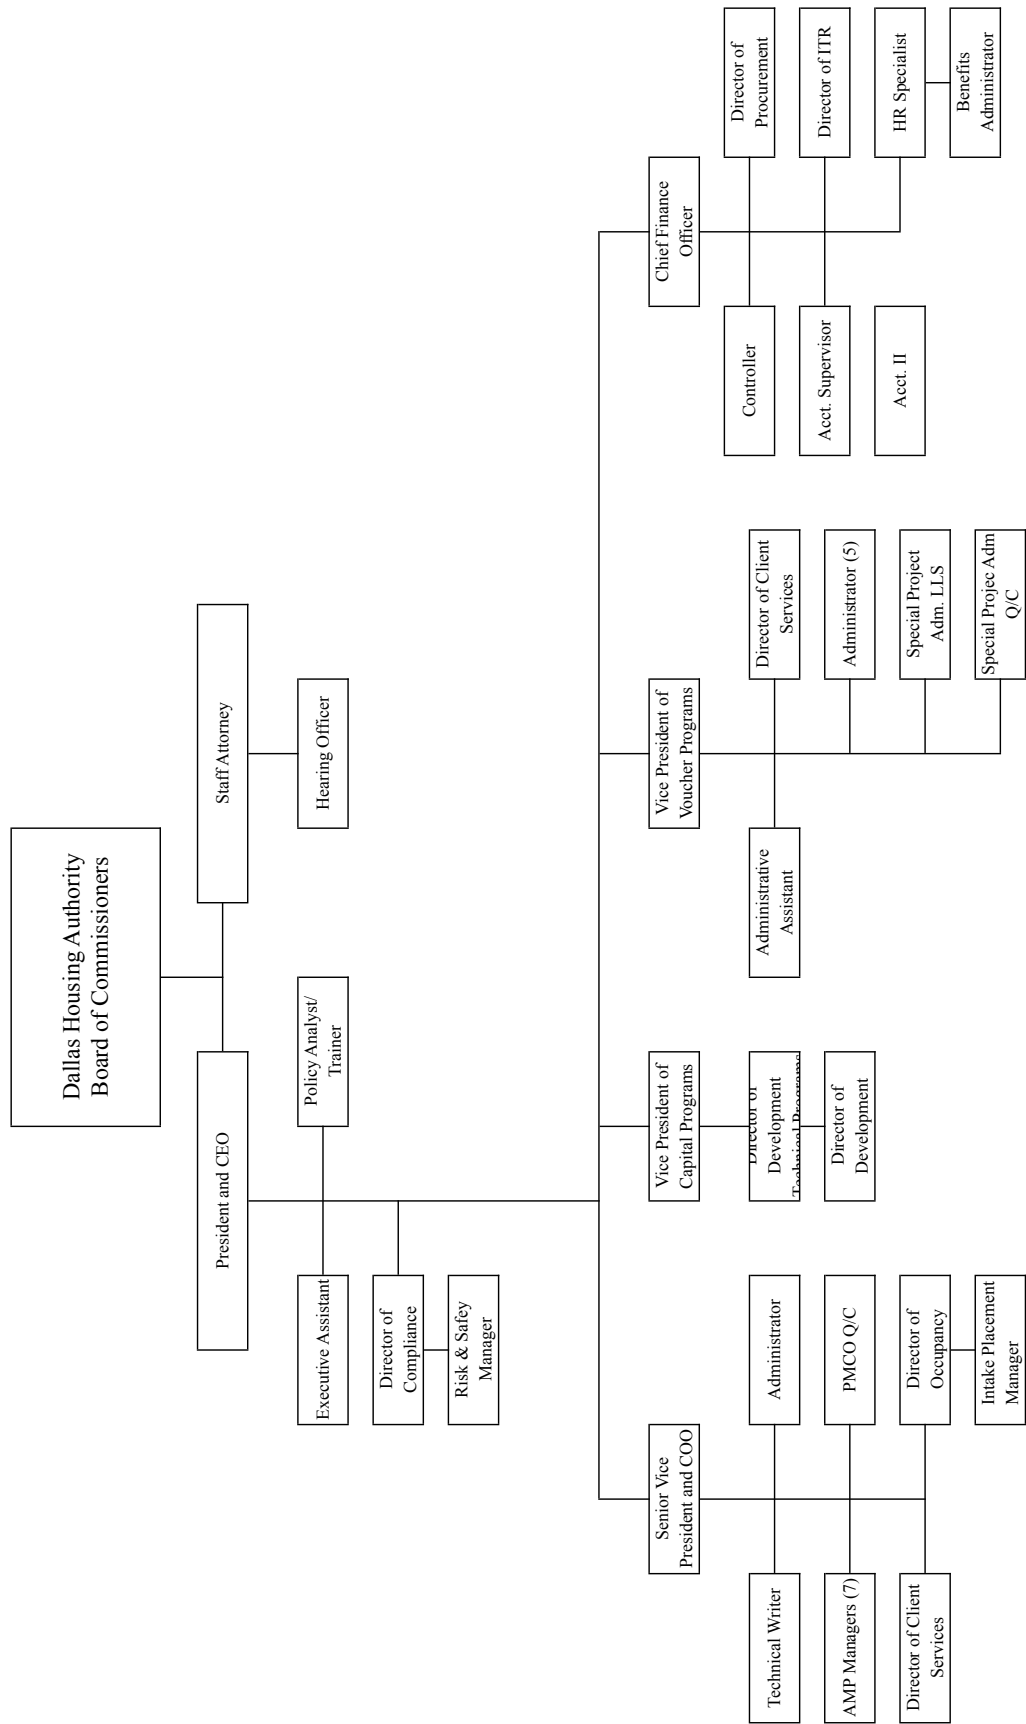 Dallas Housing Authority
Board of Commissioners
President and CEO
Staff Attorney
Executive Assistant
Policy Analyst/
Trainer
Hearing Officer
Director of
Compliance
Risk & Safey
Manager
Senior Vice
President and COO
Vice President of
Capital Programs
Vice President of
Voucher Programs
Chief Finance
Officer
Technical Writer
Administrator
AMP Managers (7)
PMCO Q/C
Director of Client
Services
Director of
Occupancy
Intake Placement
Manager
Director of
Development
Technical Programs
Director of
Development
Administrative
Assistant
Director of Client
Services
Administrator (5)
Special Project
Adm. LLS
Special Projec Adm
Q/C
Controller
Director of
Procurement
Acct. Supervisor
Director of ITR
Acct. II
HR Specialist
Benefits
Administrator